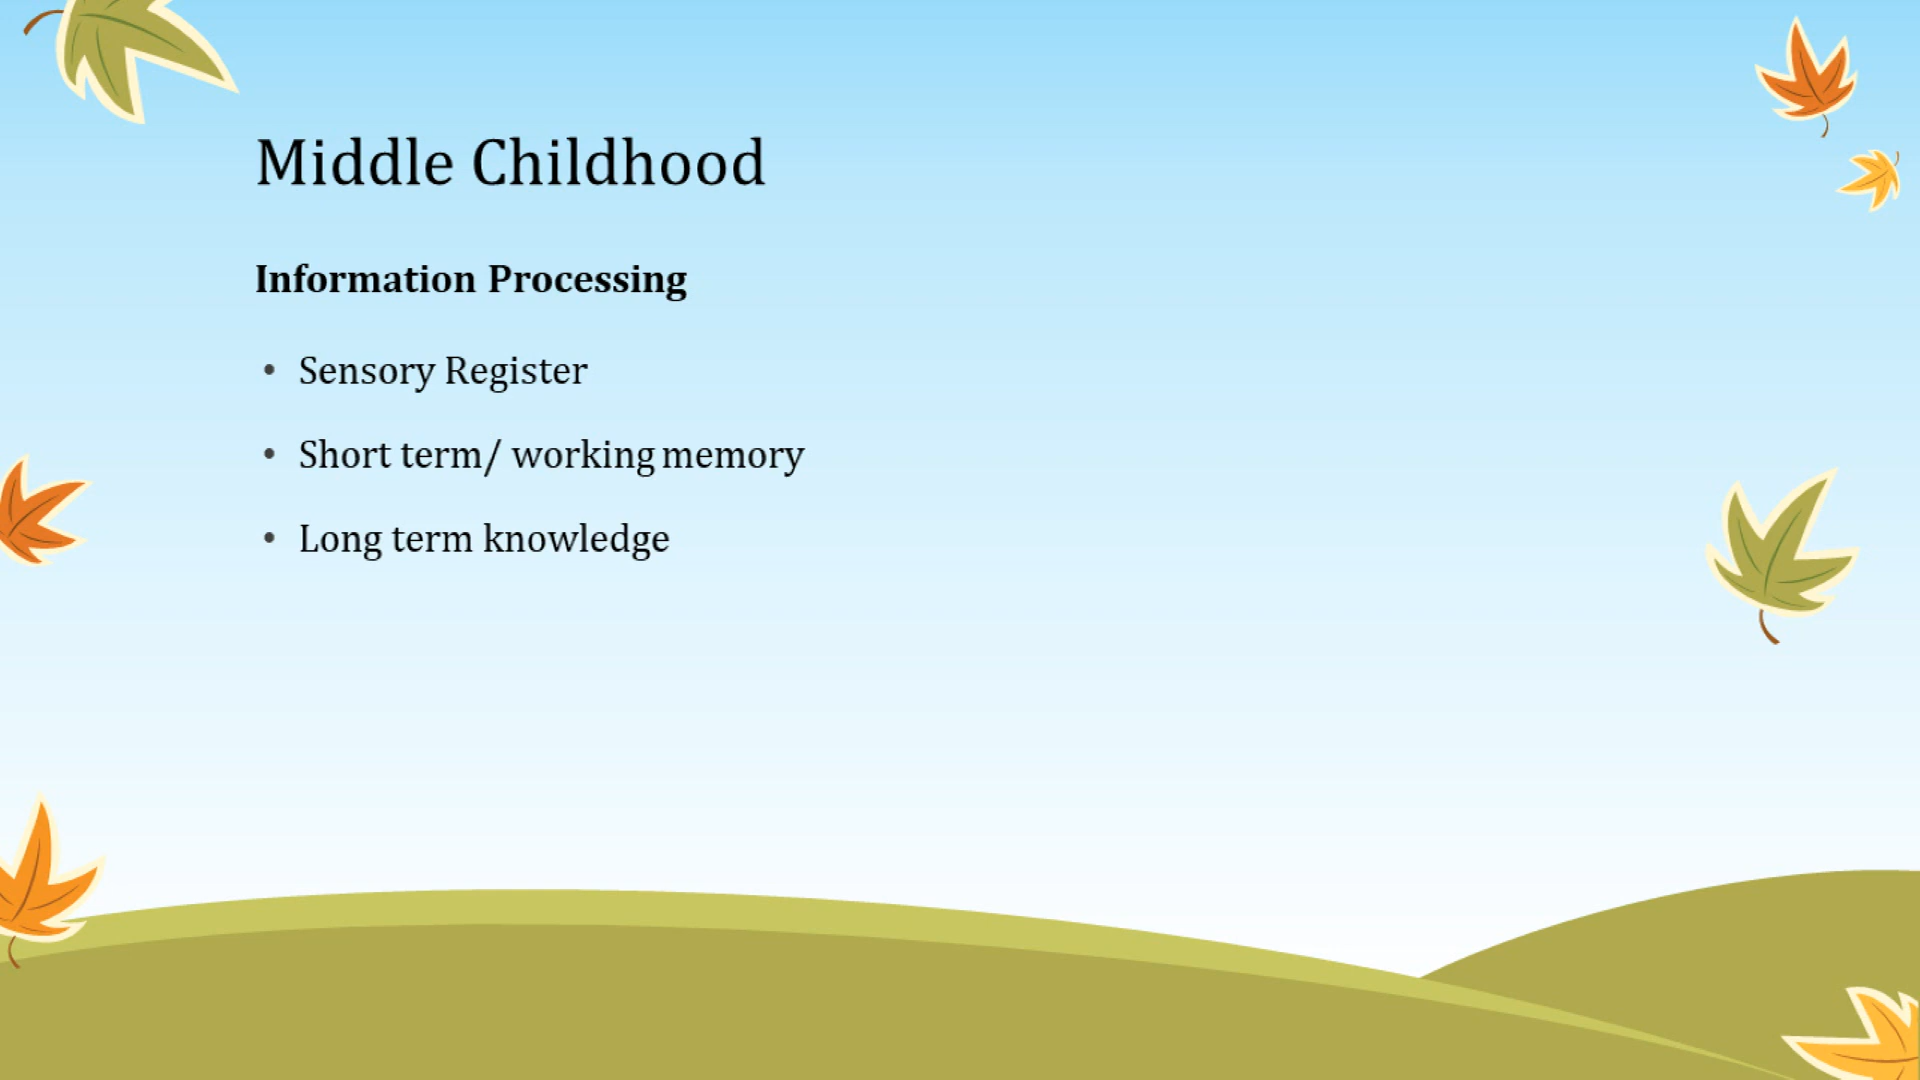 Middle Childhood
Information Processing
• Sensory Register
• Short term/ working memory
• Long term knowledge